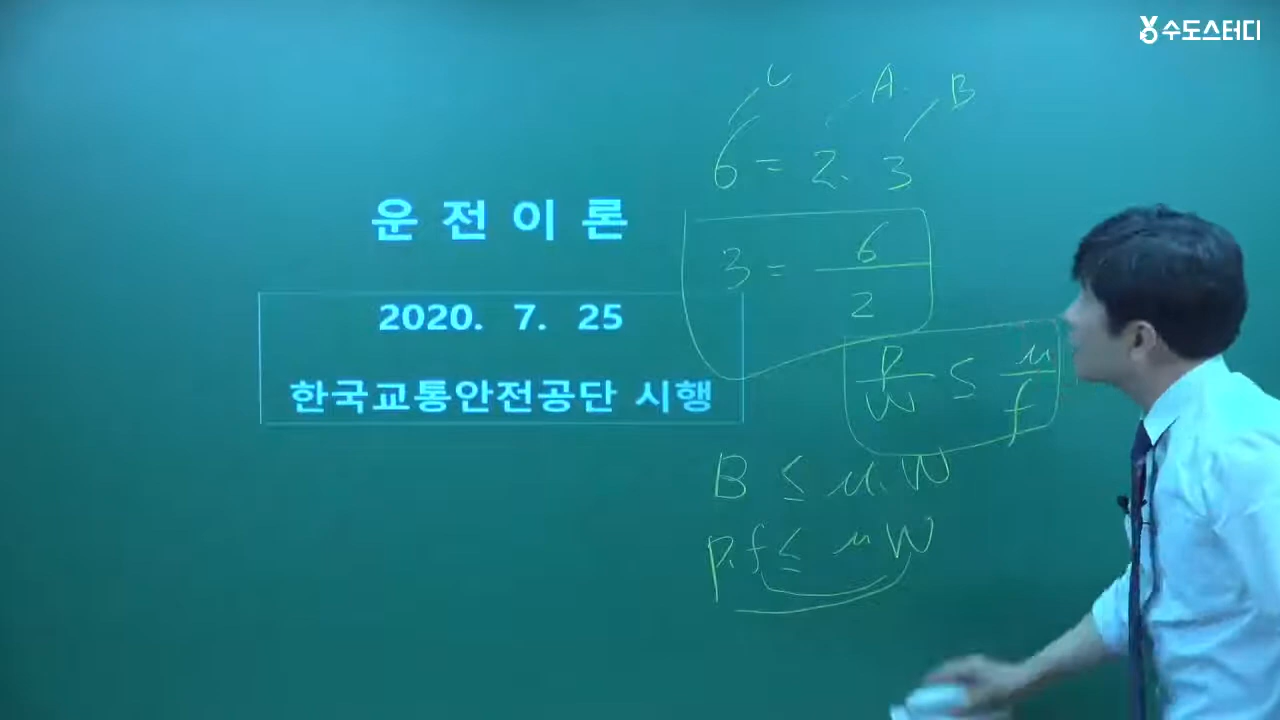 수도스터디
운전이론
2020. 7. 25
한국교통안전공단 시행
A B
6 = 2. 3
3 = 6/2
P/W ≤ μ/f
B ≤ μ. W
P. f ≤ μ W